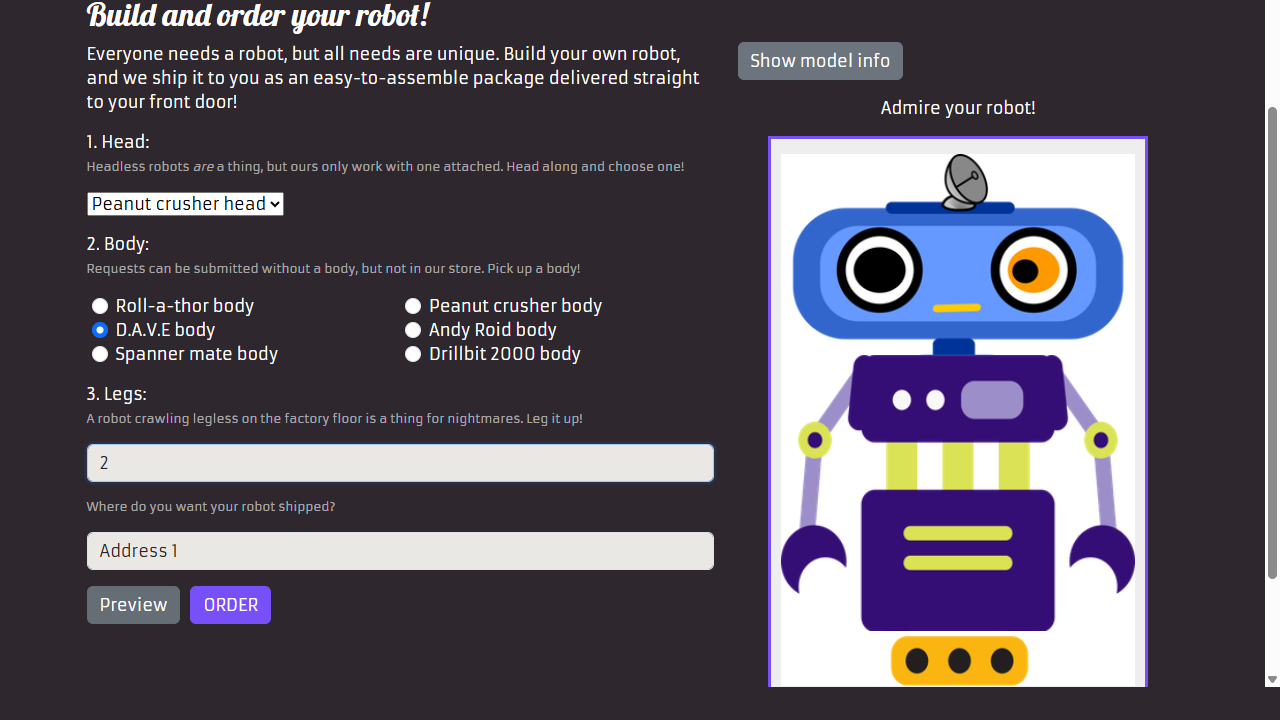 Build and order your robot!
Everyone needs a robot, but all needs are unique. Build your own robot,
and we ship it to you as an easy-to-assemble package delivered straight
to your front door!
1. Head:
Headless robots are a thing, but ours only work with one attached. Head along and choose one!
Peanut crusher head
2. Body:
Requests can be submitted without a body, but not in our store. Pick up a body!
Roll-a-thor body
Peanut crusher body
D.A.V.E body
Andy Roid body
Spanner mate body
Drillbit 2000 body
3. Legs:
A robot crawling legless on the factory floor is a thing for nightmares. Leg it up!
2
Where do you want your robot shipped?
Address 1
Preview
ORDER
Show model info
Admire your robot!